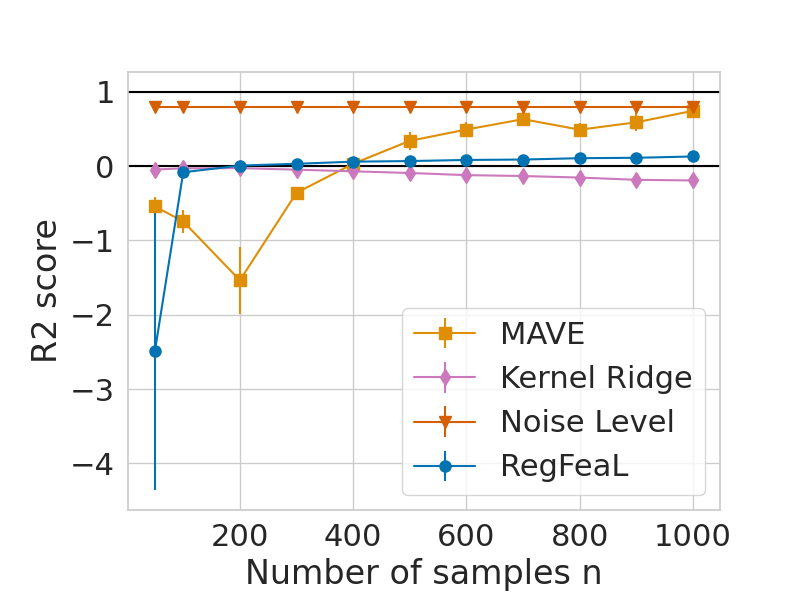 1
0
−1
−2
−3
−4
R2 score
MAVE
Kernel Ridge
Noise Level
RegFeaL
200
400
600
800
1000
Number of samples n